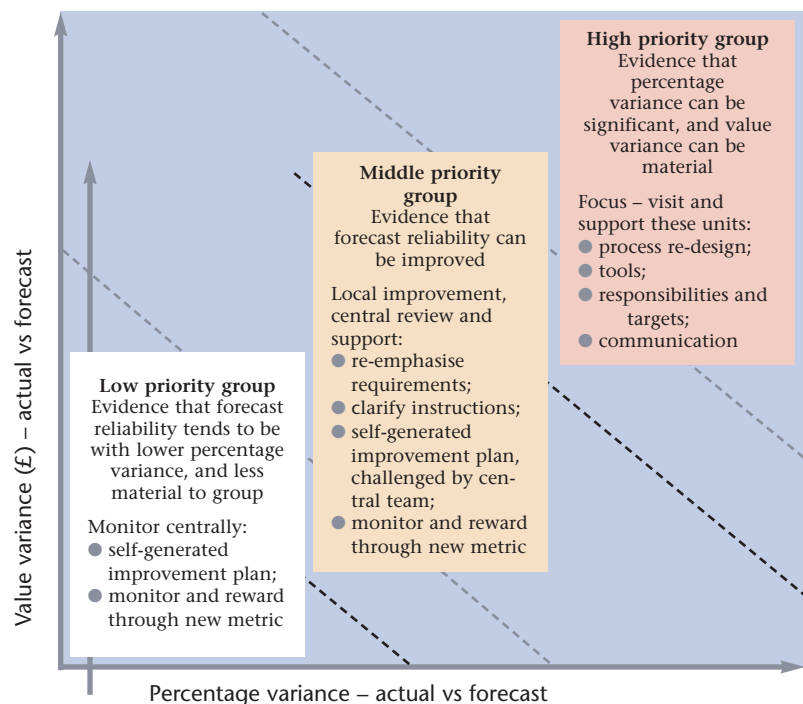 High priority group
Evidence that
percentage
variance can be
significant, and value
variance can be
material
Focus – visit and
support these units:
● process re-design;
● tools;
● responsibilities and
targets;
● communication
Middle priority
group
Evidence that
forecast reliability can
be improved
Local improvement,
central review and
support:
● re-emphasise
requirements;
● clarify instructions;
● self-generated
improvement plan,
challenged by cen-
tral team;
● monitor and reward
through new metric
Low priority group
Evidence that forecast
reliability tends to be
with lower percentage
variance, and less
material to group
Monitor centrally:
● self-generated
improvement plan;
● monitor and reward
through new metric
Value variance (£) – actual vs forecast
Percentage variance – actual vs forecast